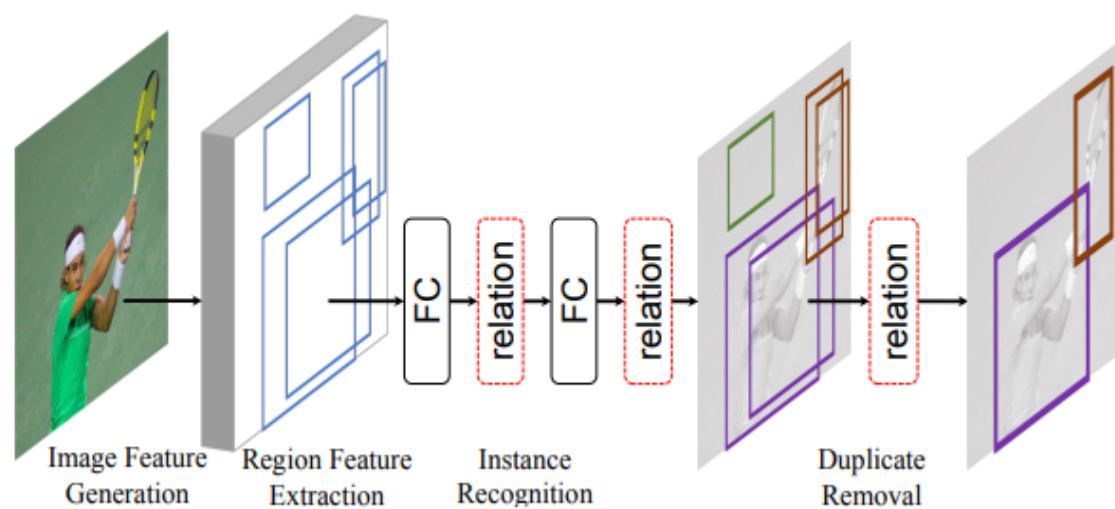 FC
relation
FC
relation
relation
Image Feature
Generation
Region Feature
Extraction
Instance
Recognition
Duplicate
Removal